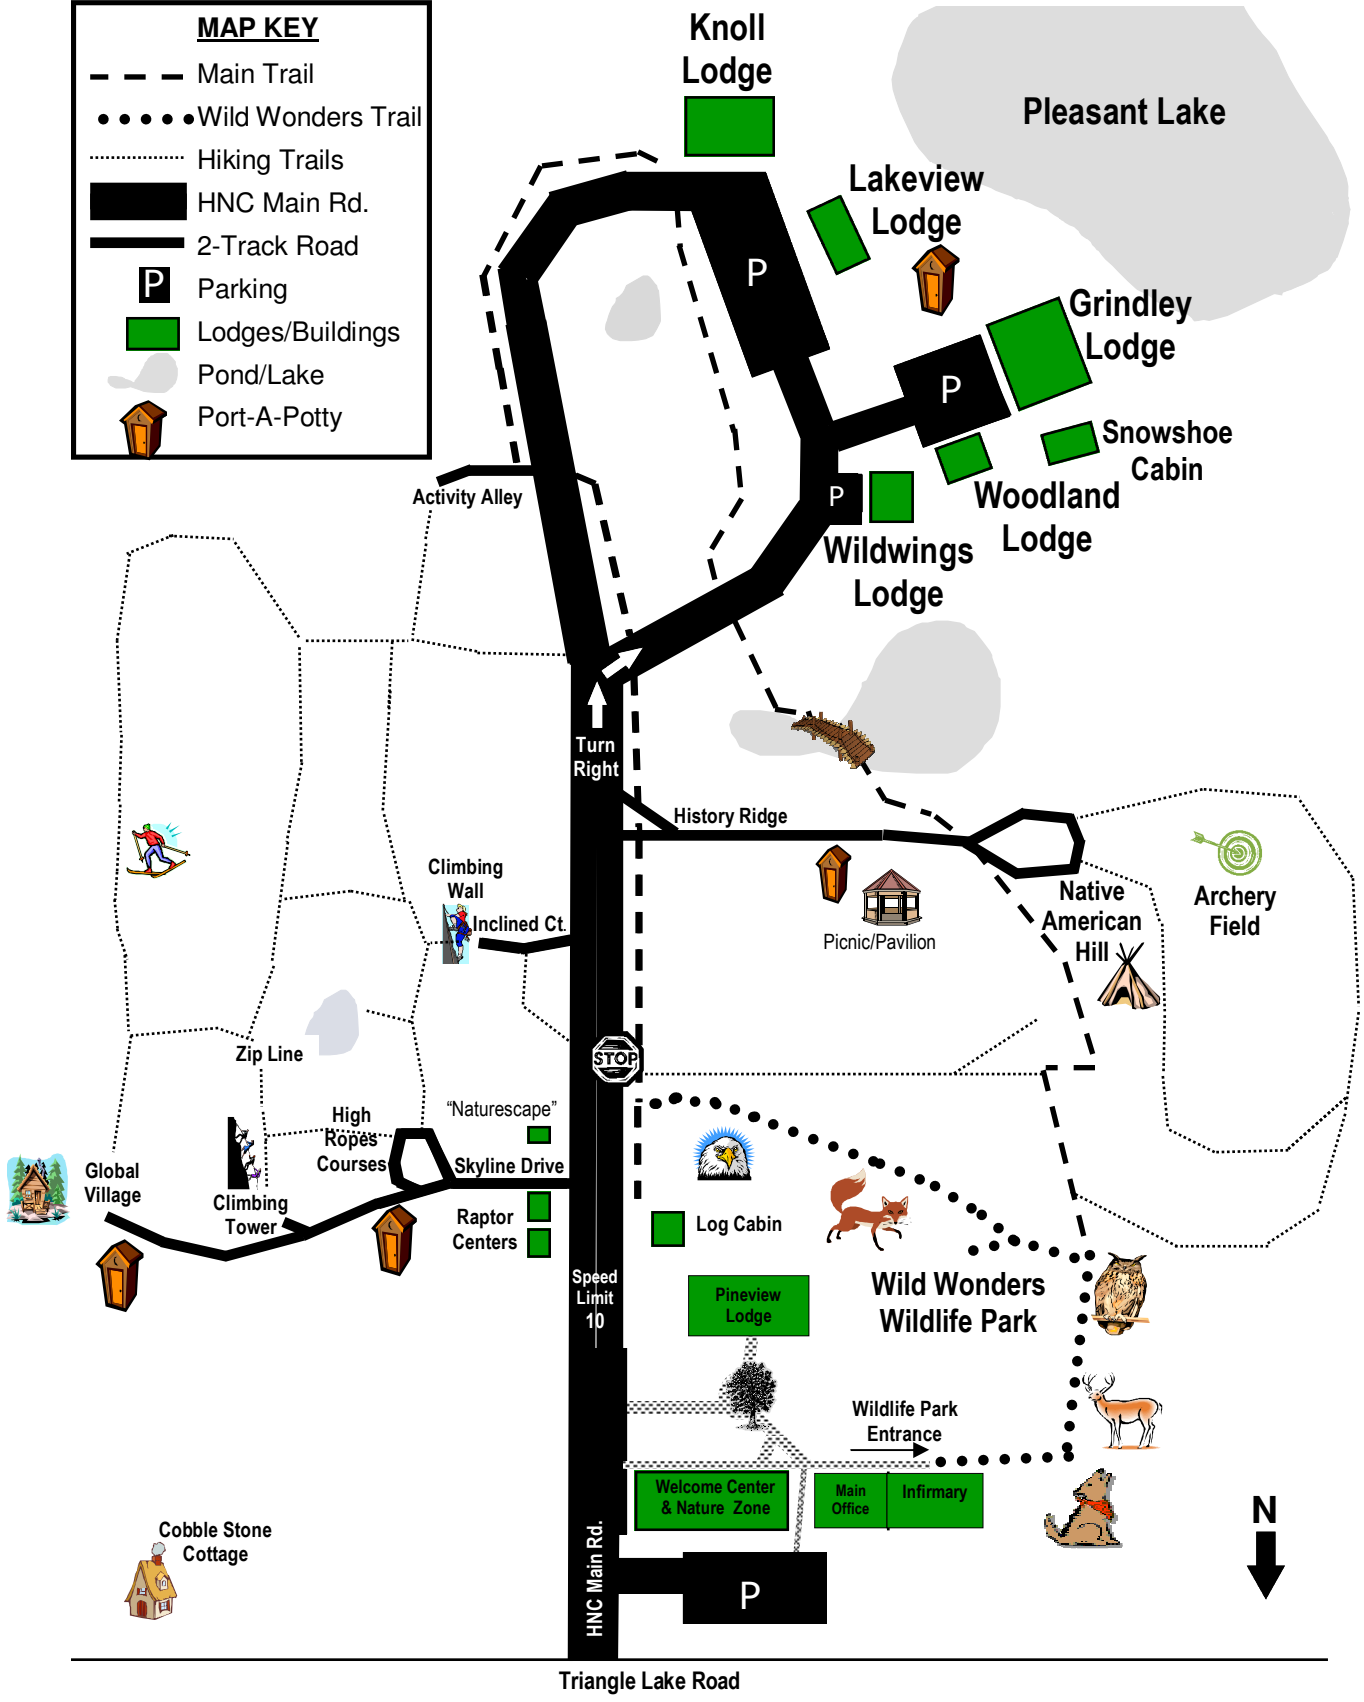 MAP KEY
Main Trail
Wild Wonders Trail
Hiking Trails
HNC Main Rd.
2-Track Road
P
Parking
Lodges/Buildings
Pond/Lake
Port-A-Potty
Knoll
Lodge
Pleasant Lake
Lakeview
Lodge
P
Grindley
Lodge
P
Snowshoe
Cabin
Activity Alley
P
Woodland
Lodge
Wildwings
Lodge
Turn
Right
History Ridge
Climbing
Wall
Inclined Ct.
Picnic/Pavilion
Native
American
Hill
Archery
Field
STOP
Zip Line
High
Ropes
Courses
"Naturescape"
Skyline Drive
Global
Village
Climbing
Tower
Raptor
Centers
Log Cabin
Speed
Limit
10
Pineview
Lodge
Wild Wonders
Wildlife Park
Wildlife Park
Entrance
Welcome Center
& Nature Zone
Main
Office
Infirmary
N
Cobble Stone
Cottage
HNC Main Rd.
P
Triangle Lake Road